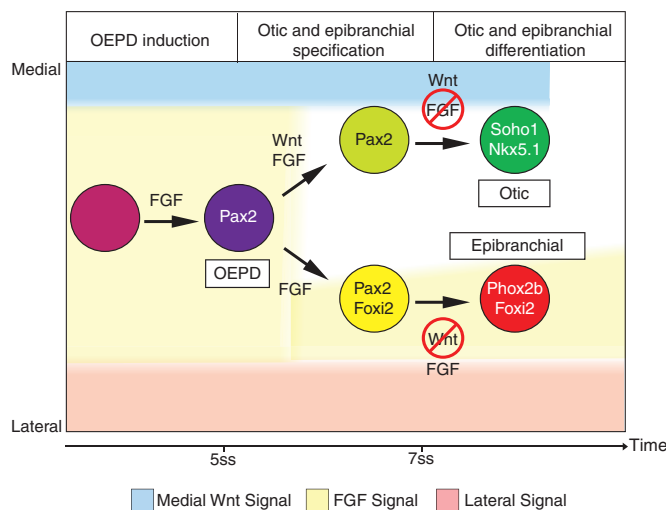 OEPD induction
Otic and epibranchial
specification
Otic and epibranchial
differentiation
Medial
Wnt
FGF
Wnt
FGF
Pax2
Soho1
Nkx5.1
Otic
FGF
Pax2
OEPD
Epibranchial
FGF
Pax2
Foxi2
Phox2b
Foxi2
Wnt
FGF
Lateral
5ss
7ss
Time
Medial Wnt Signal
FGF Signal
Lateral Signal